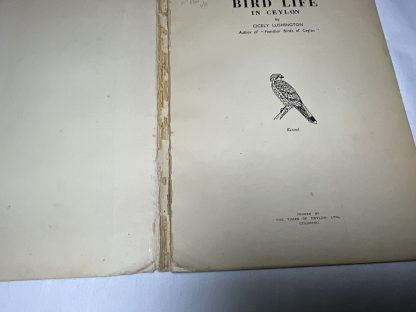 BIRD LIFE
IN CEYLON
by
CICELY LUSHINGTON
Author of "Familiar Birds of Ceylon"
Kestrel
PRINTED BY
THE TIMES OF CEYLON, LTD.,
COLOMBO.